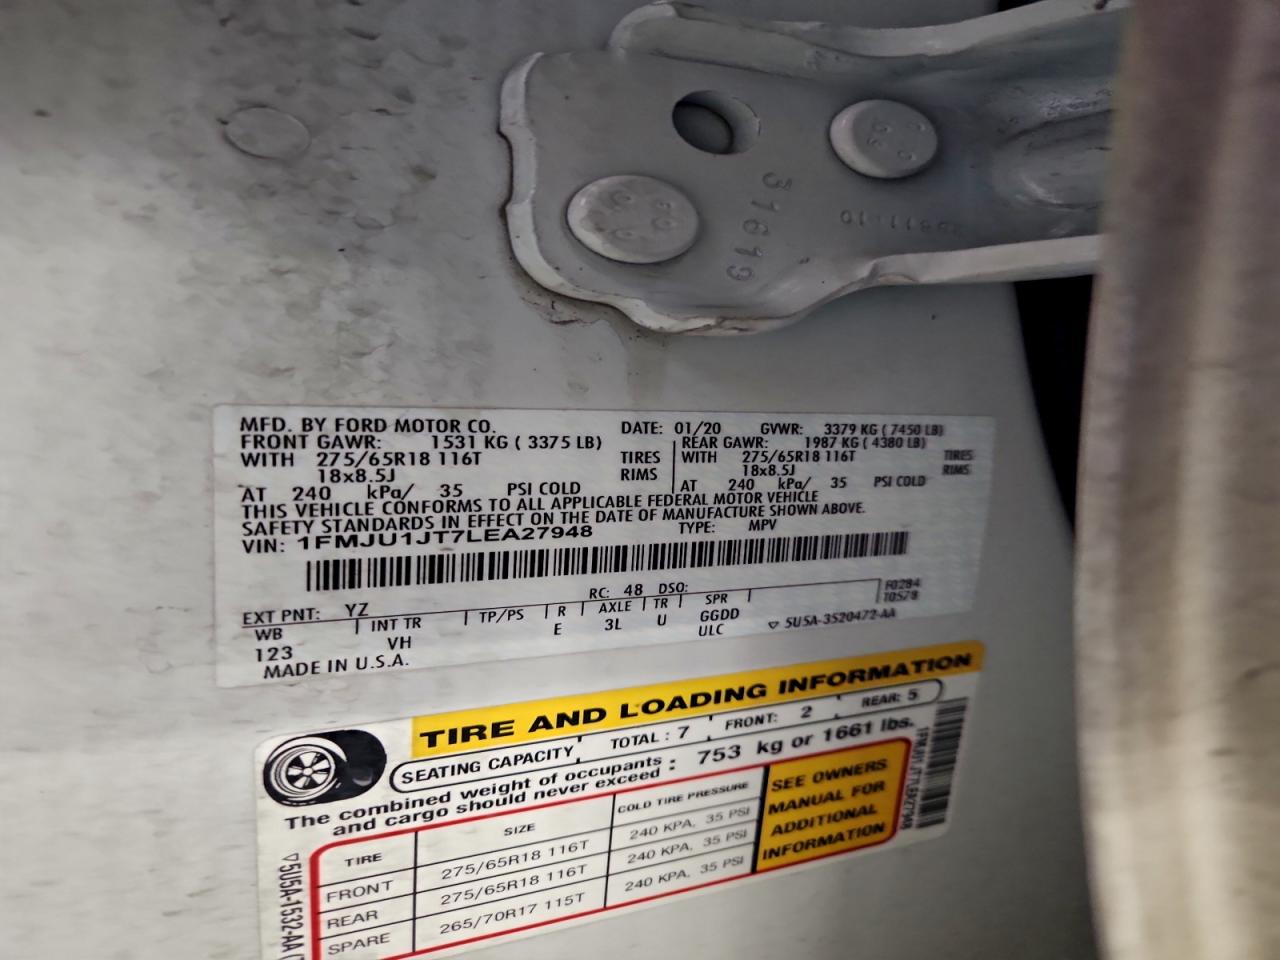 31619
MFD. BY FORD MOTOR CO. DATE: 01/20 GVWR: 3379 KG ( 7450 LB)
FRONT GAWR: 1531 KG ( 3375 LB) REAR GAWR: 1987 KG ( 4380 LB)
WITH 275/65R18 116T TIRES WITH 275/65R18 116T TIRES
18x8.5J RIMS 18x8.5J RIMS
AT 240 kPa/ 35 PSI COLD AT 240 kPa/ 35 PSI COLD
THIS VEHICLE CONFORMS TO ALL APPLICABLE FEDERAL MOTOR VEHICLE
SAFETY STANDARDS IN EFFECT ON THE DATE OF MANUFACTURE SHOWN ABOVE.
VIN: 1FMJU1JT7LEA27948 TYPE: MPV
RC: 48 DSO: F0284
EXT PNT: YZ T0578
WB INT TR TP/PS R AXLE TR SPR
123 VH E 3L U GGDD
ULC 5U5A-3520472-AA
MADE IN U.S.A.
TIRE AND LOADING INFORMATION
SEATING CAPACITY TOTAL : 7 FRONT: 2 REAR: 5
The combined weight of occupants and cargo should never exceed : 753 kg or 1661 lbs.
TIRE SIZE COLD TIRE PRESSURE
FRONT 275/65R18 116T 240 KPA, 35 PSI
REAR 275/65R18 116T 240 KPA, 35 PSI
SPARE 265/70R17 115T 240 KPA, 35 PSI
SEE OWNERS
MANUAL FOR
ADDITIONAL
INFORMATION
1FMJU1JT7LEA27948
5U5A-1532-AA